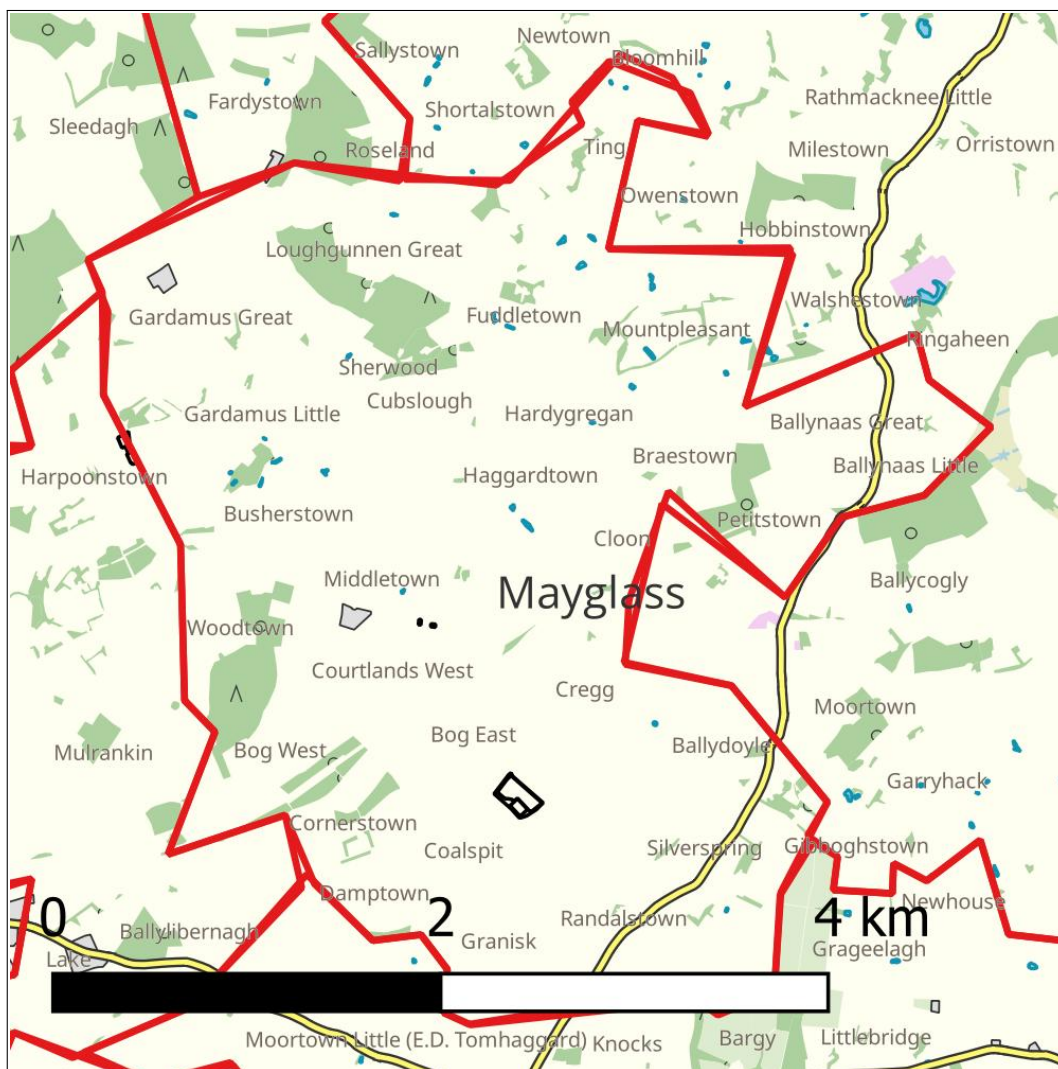 Newtown
Sallystown
Bloomhill
Fardystown
Shortalstown
Rathmacknee Little
Sleedagh
Roseland
Ting
Milestown
Orristown
Owenstown
Hobbinstown
Loughgunnen Great
Walshestown
Gardamus Great
Fuddletown
Mountpleasant
Ringaheen
Sherwood
Cubslough
Gardamus Little
Hardygregan
Ballynaas Great
Braestown
Ballynaas Little
Harpoonstown
Haggardtown
Busherstown
Petitstown
Cloon
Middletown
Mayglass
Ballycogly
Woodtown
Courtlands West
Cregg
Moortown
Bog East
Ballydoyle
Mulrankin
Bog West
Garryhack
Cornerstown
Coalspit
Silverspring
Gibboghstown
Damptown
Newhouse
0 2 4 km
Ballylibernagh
Randalstown
Granisk
Grageelagh
Lake
Moortown Little (E.D. Tomhaggard)
Knocks
Bargy
Littlebridge